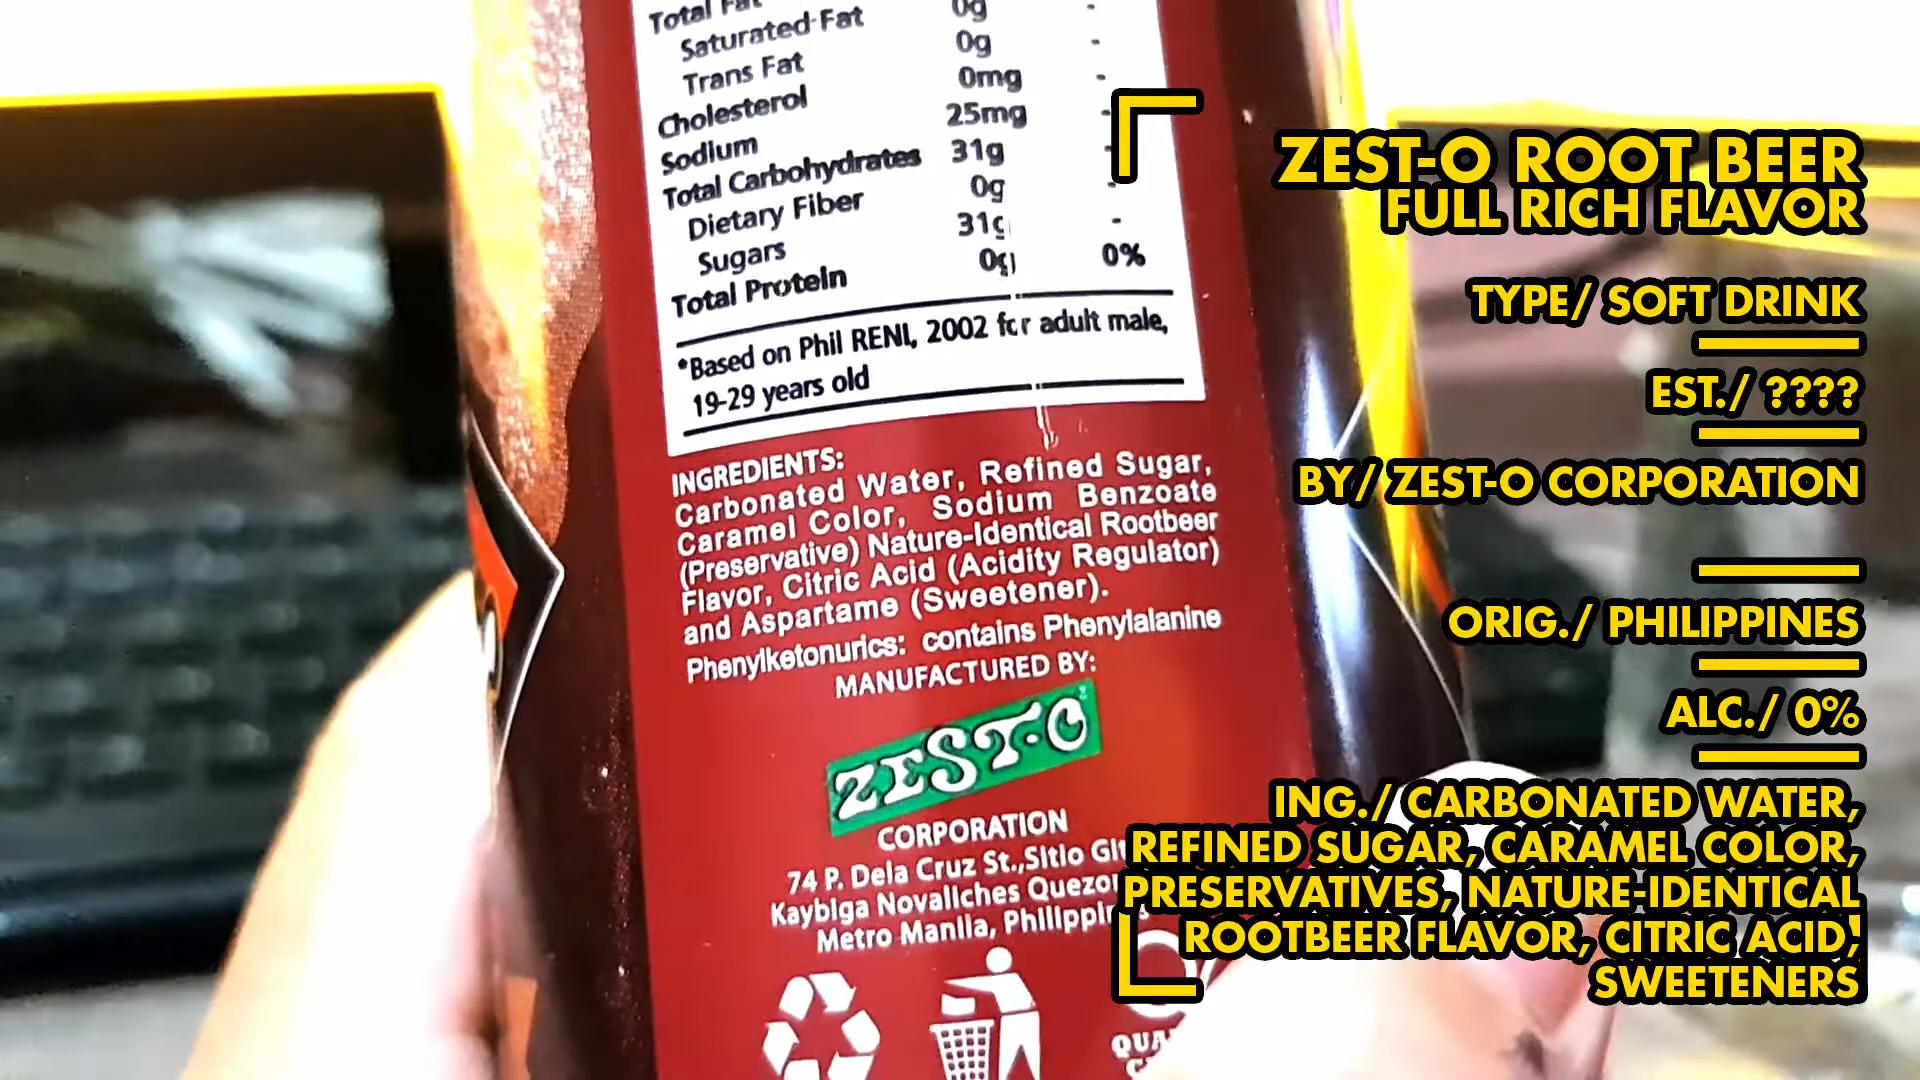 Total Fat 0g -
Saturated Fat 0g -
Trans Fat 0mg -
Cholesterol 25mg -
Sodium 31g -
Total Carbohydrates 0g -
Dietary Fiber 31g -
Sugars 0g 0%
Total Protein
*Based on Phil RENI, 2002 for adult male,
19-29 years old
INGREDIENTS:
Carbonated Water, Refined Sugar,
Caramel Color, Sodium Benzoate
(Preservative) Nature-Identical Rootbeer
Flavor, Citric Acid (Acidity Regulator)
and Aspartame (Sweetener).
Phenylketonurics: contains Phenylalanine
MANUFACTURED BY:
ZEST-O
CORPORATION
74 P. Dela Cruz St.,Sitio
Kaybiga Novaliches
Metro Manila,
ZEST-O ROOT BEER
FULL RICH FLAVOR
TYPE/ SOFT DRINK
EST./ ????
BY/ ZEST-O CORPORATION
ORIG./ PHILIPPINES
ALC./ 0%
ING./ CARBONATED WATER,
REFINED SUGAR, CARAMEL COLOR,
PRESERVATIVES, NATURE-IDENTICAL
ROOTBEER FLAVOR, CITRIC ACID,
SWEETENERS